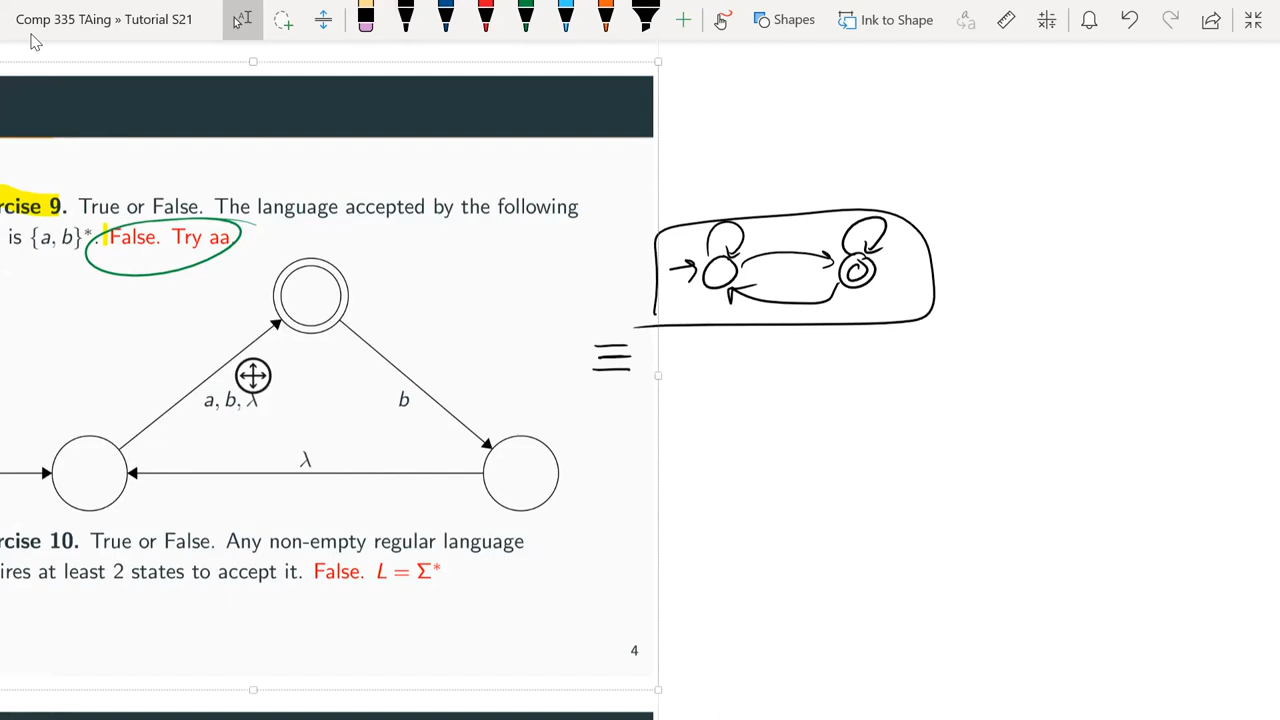 Comp 335 TAing » Tutorial S21
Shapes
Ink to Shape
rcise 9. True or False. The language accepted by the following
is {a, b}*. False. Try aa.
a, b, λ
b
λ
≡
rcise 10. True or False. Any non-empty regular language
ires at least 2 states to accept it. False. L = Σ*
4